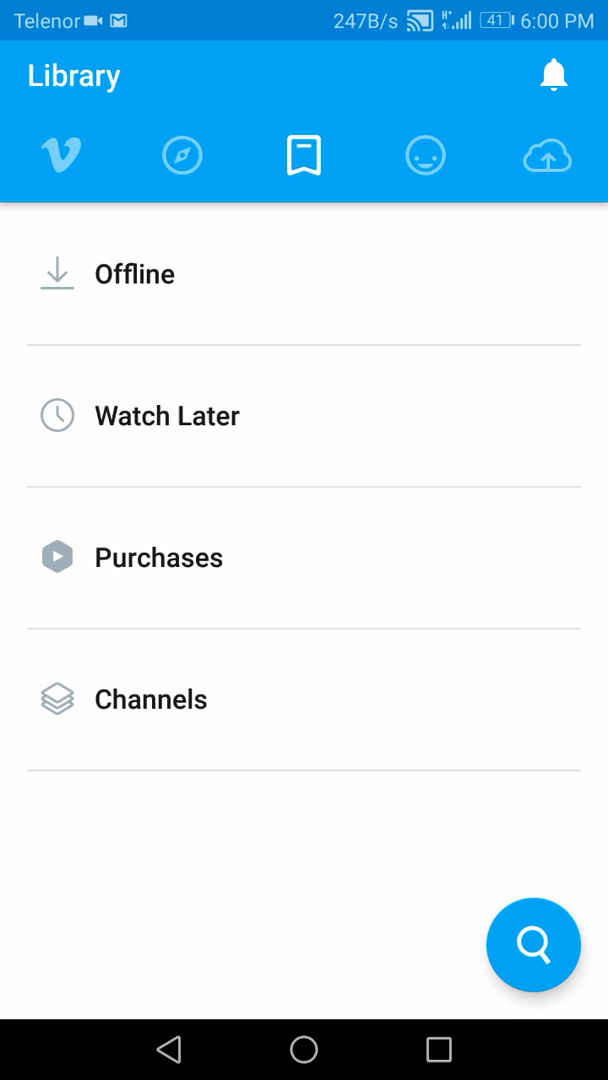 Telenor 247B/s H+ 41 6:00 PM
Library
Offline
Watch Later
Purchases
Channels